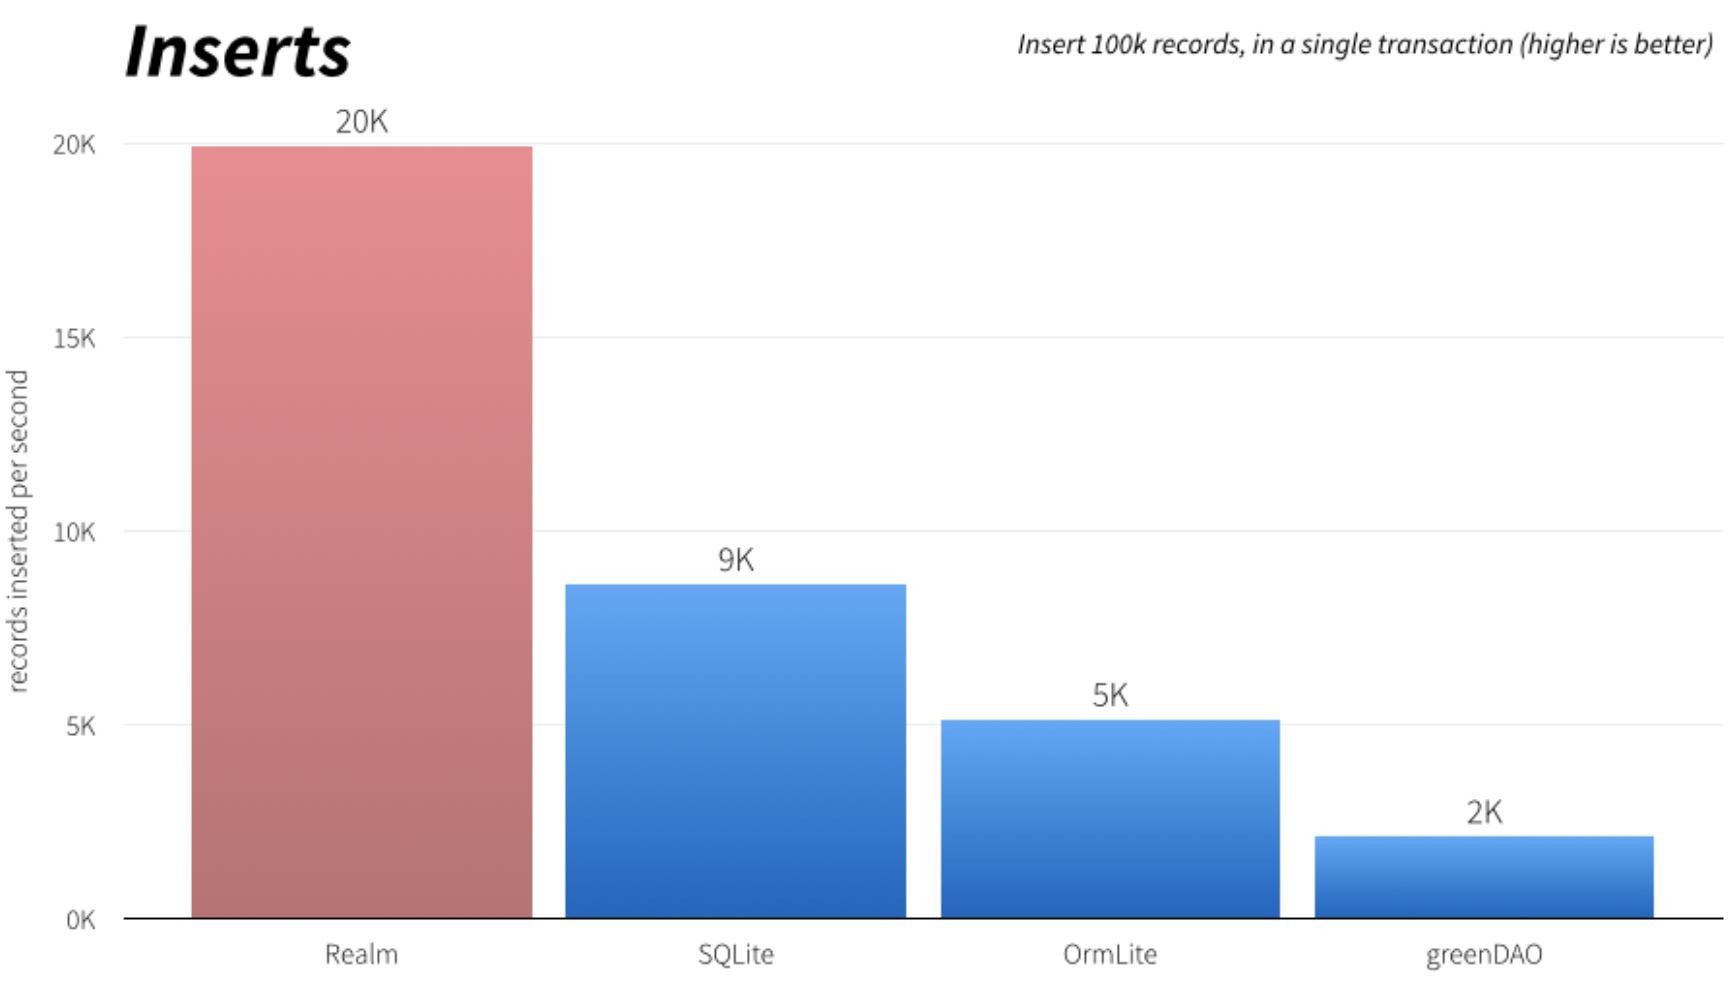 Inserts
Insert 100k records, in a single transaction (higher is better)
records inserted per second
20K
15K
10K
5K
0K
20K
9K
5K
2K
Realm
SQLite
OrmLite
greenDAO